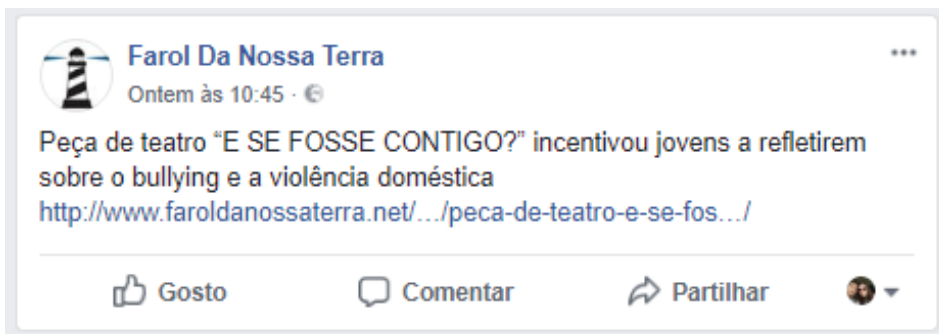 Farol Da Nossa Terra
Ontem às 10:45 ·
Peça de teatro “E SE FOSSE CONTIGO?” incentivou jovens a refletirem
sobre o bullying e a violência doméstica
http://www.faroldanossaterra.net/…/peca-de-teatro-e-se-fos…/
Gosto Comentar Partilhar